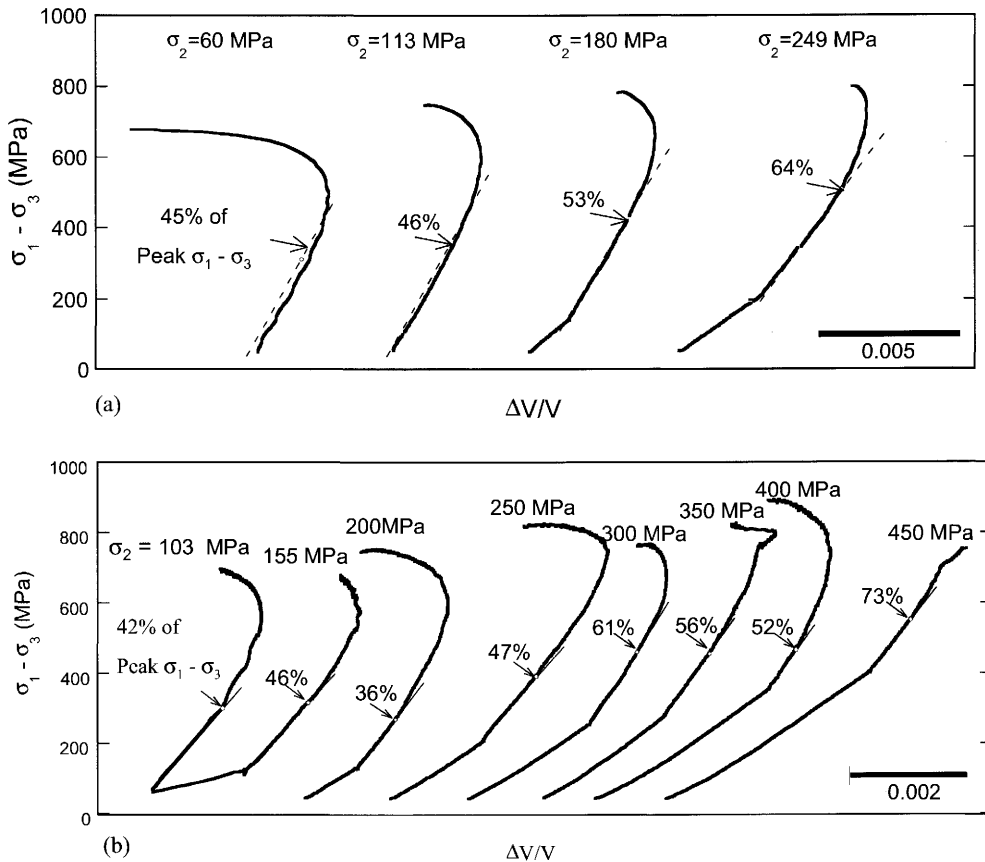 1000
σ2=60 MPa σ2=113 MPa σ2=180 MPa σ2=249 MPa
800
600
64%
53%
45% of 46%
400
Peak σ1 - σ3
200
0.005
0
σ1 - σ3 (MPa)
(a) ΔV/V
1000
400 MPa
250 MPa 350 MPa
800
200MPa 300 MPa 450 MPa
σ2 = 103 MPa 155 MPa
600
73%
42% of 61% 56% 52%
Peak σ1 - σ3 46% 47%
400
36%
200
0.002
0
σ1 - σ3 (MPa)
(b) ΔV/V